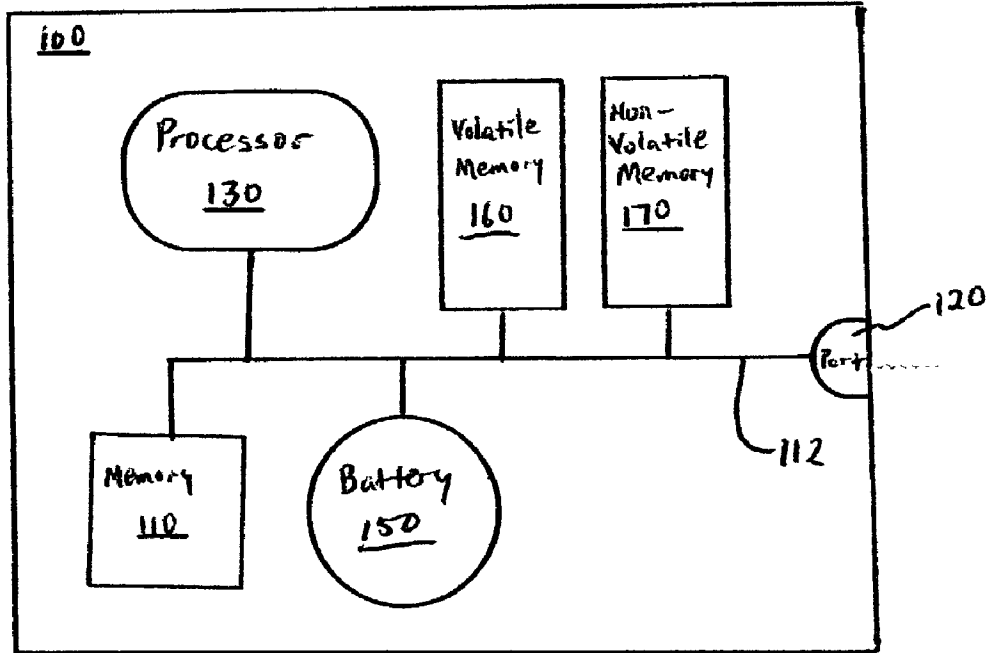 100
Processor
130
Volatile
Memory
160
Non-
Volatile
Memory
170
120
Port
112
Memory
110
Battery
150